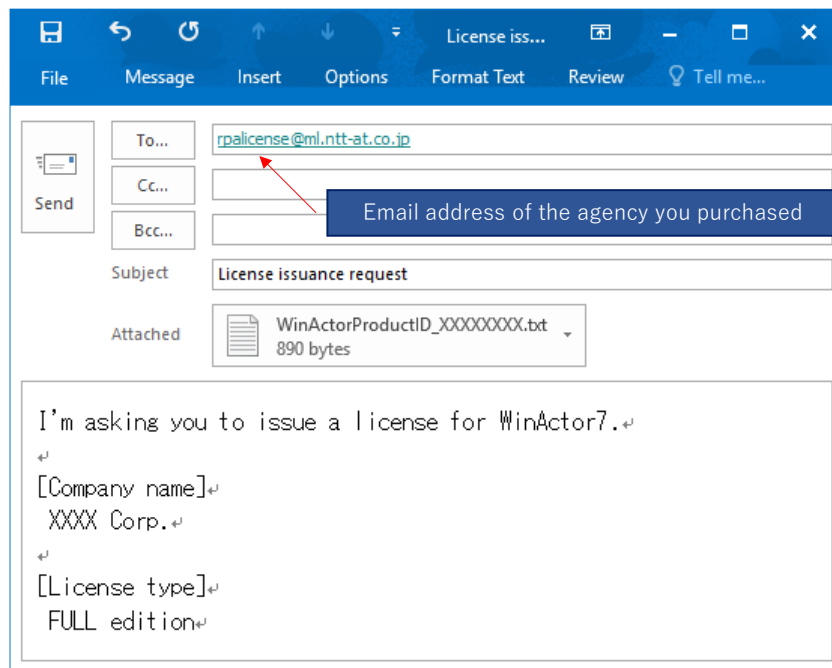 License iss...
File Message Insert Options Format Text Review Tell me...
To... rpalicense@ml.ntt-at.co.jp
Send
Cc...
Email address of the agency you purchased
Bcc...
Subject License issuance request
Attached WinActorProductID_XXXXXXXX.txt
890 bytes
I'm asking you to issue a license for WinActor7.↵
↵
[Company name]↵
XXXX Corp.↵
↵
[License type]↵
FULL edition↵